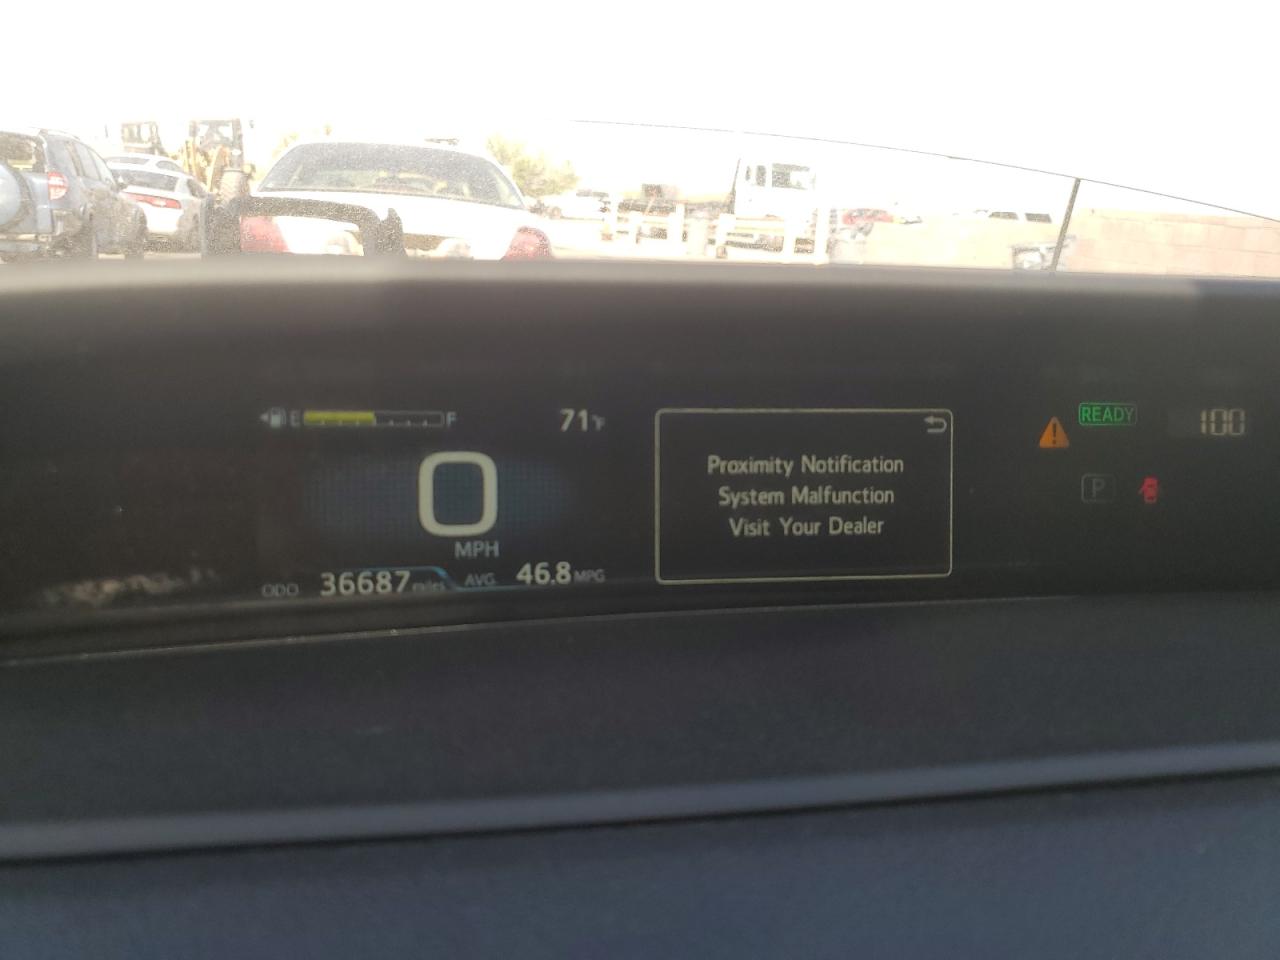 E F
71°F
0
MPH
ODO 36687 miles AVG. 46.8 MPG
Proximity Notification
System Malfunction
Visit Your Dealer
READY
100
P